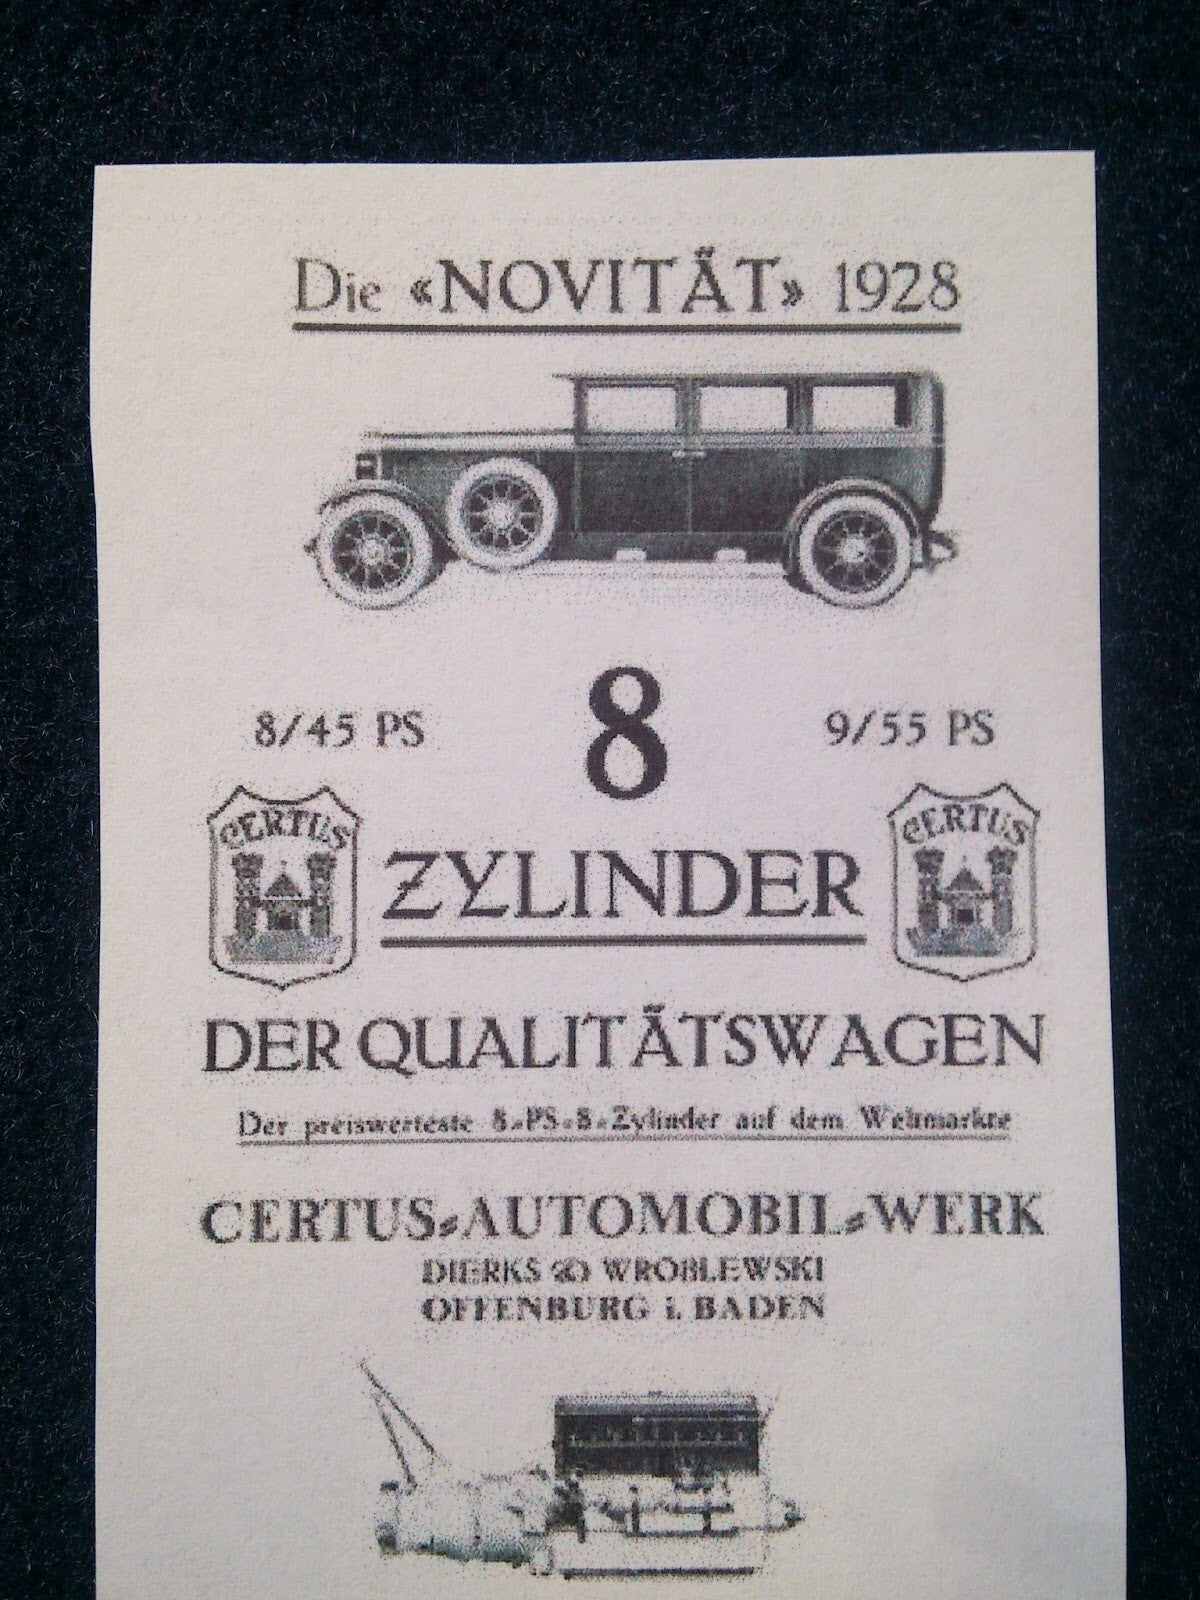 Die «NOVITÄT» 1928
8/45 PS 8 9/55 PS
CERTUS ZYLINDER CERTUS
DER QUALITÄTSWAGEN
Der preiswerteste 8-PS-8-Zylinder auf dem Weltmarkte
CERTUS-AUTOMOBIL-WERK
DIERKS & WROBLEWSKI
OFFENBURG i. BADEN